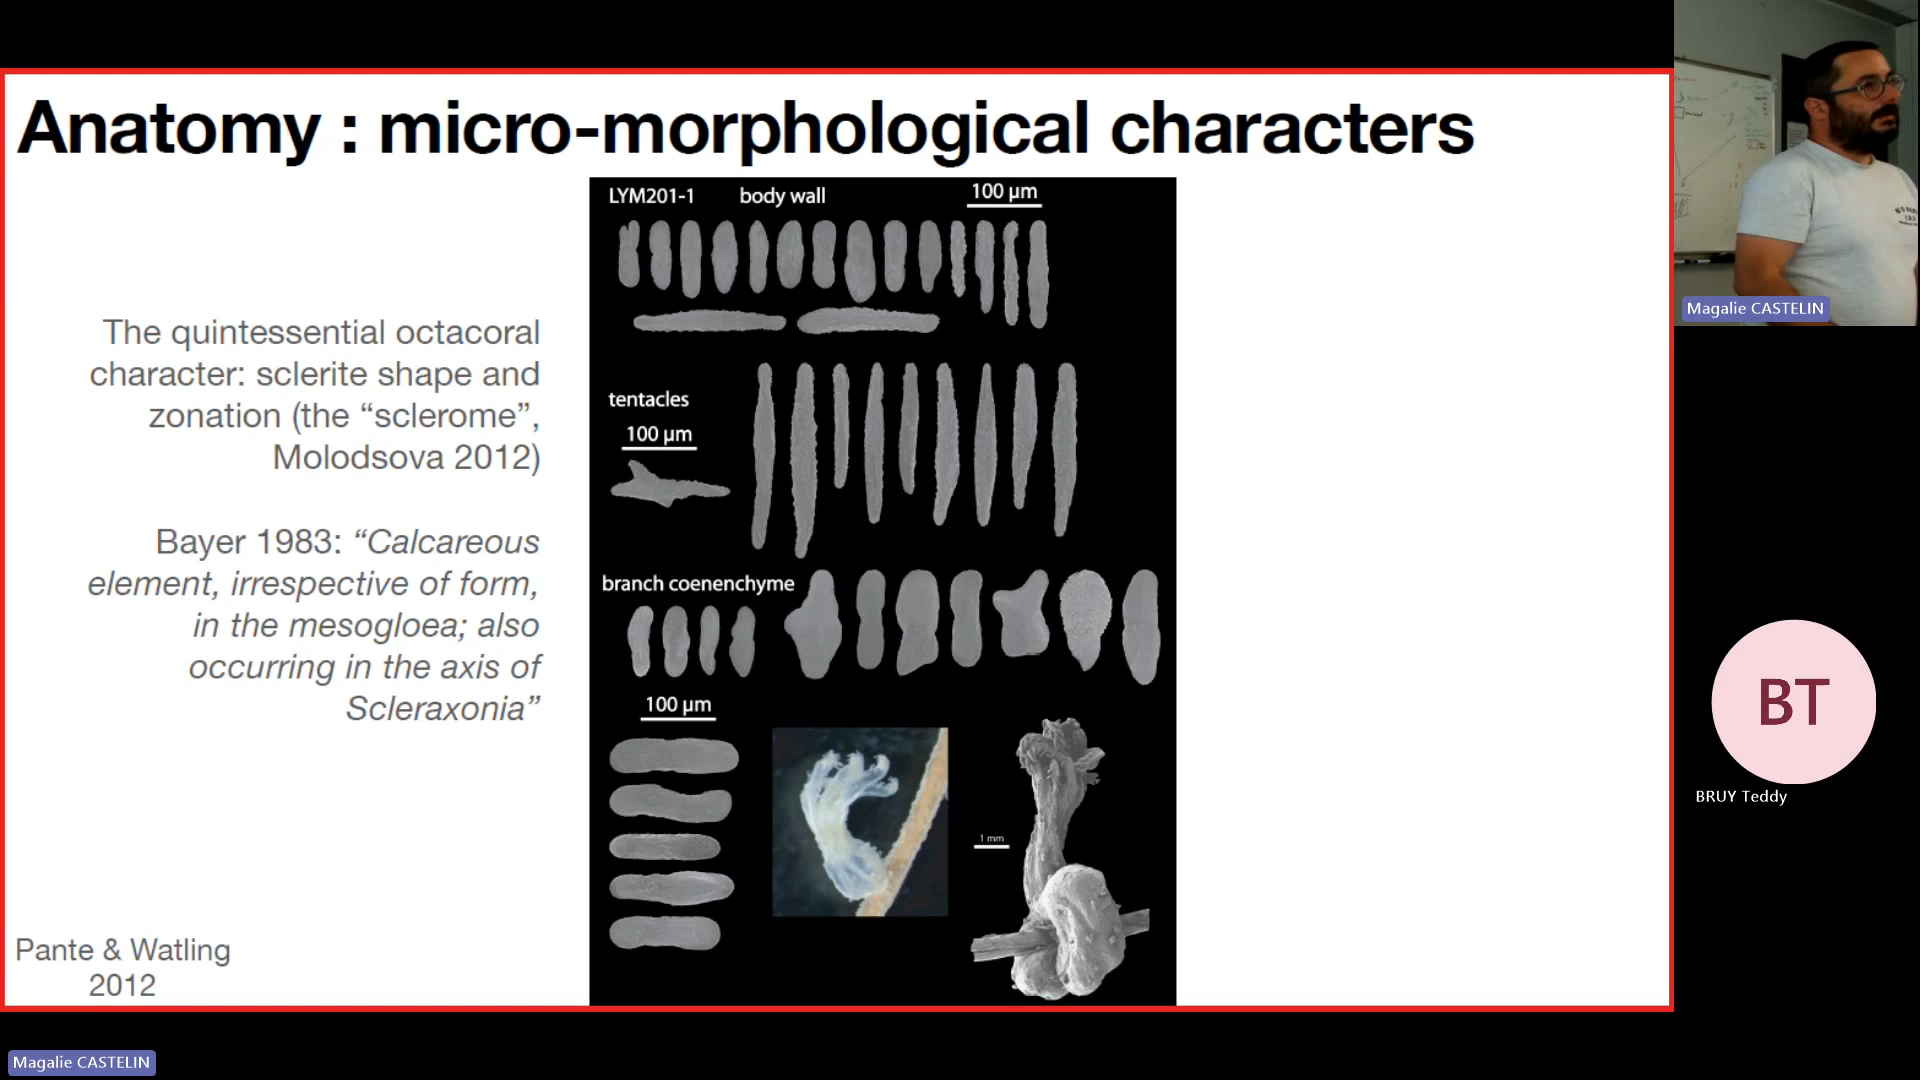 Anatomy : micro-morphological characters
LYM201-1 body wall 100 µm
The quintessential octacoral
character: sclerite shape and
zonation (the “sclerome”,
Molodsova 2012)
Bayer 1983: “Calcareous
element, irrespective of form,
in the mesogloea; also
occurring in the axis of
Scleraxonia”
Pante & Watling
2012
tentacles
100 µm
branch coenenchyme
100 µm
1 mm
Magalie CASTELIN
BT
BRUY Teddy
Magalie CASTELIN